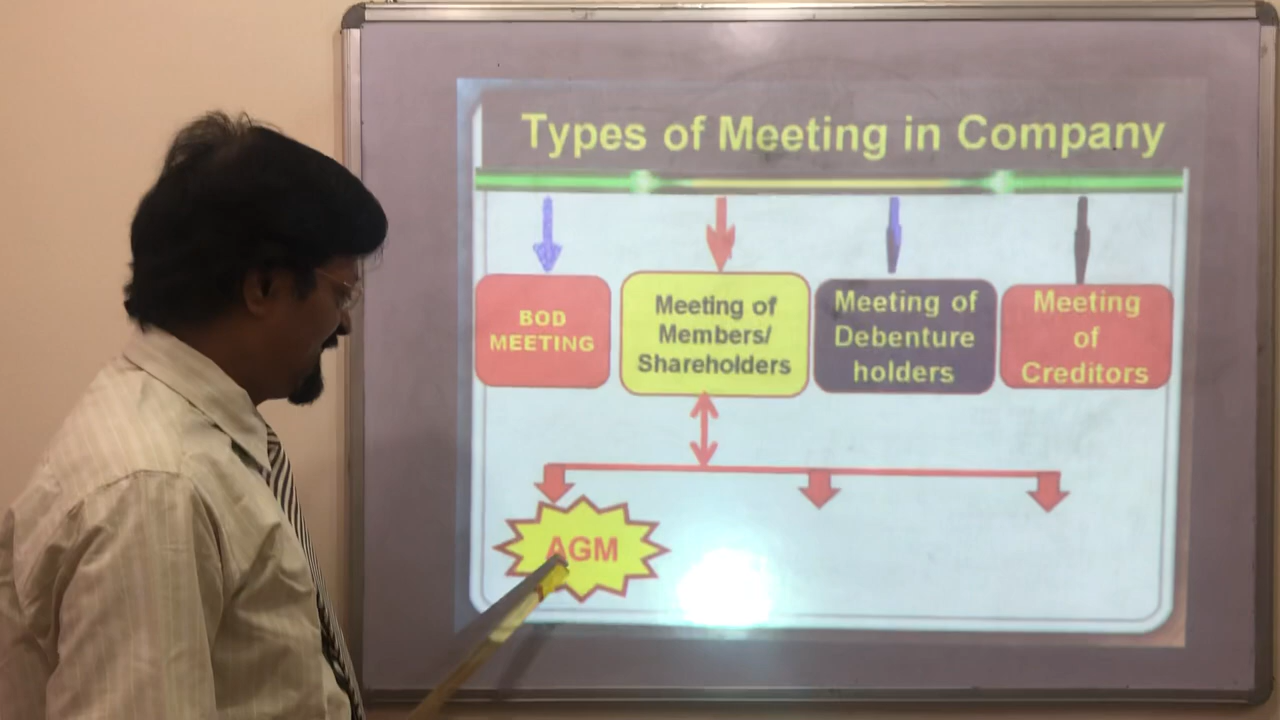 Types of Meeting in Company
BOD
MEETING
Meeting of
Members/
Shareholders
Meeting of
Debenture
holders
Meeting
of
Creditors
AGM